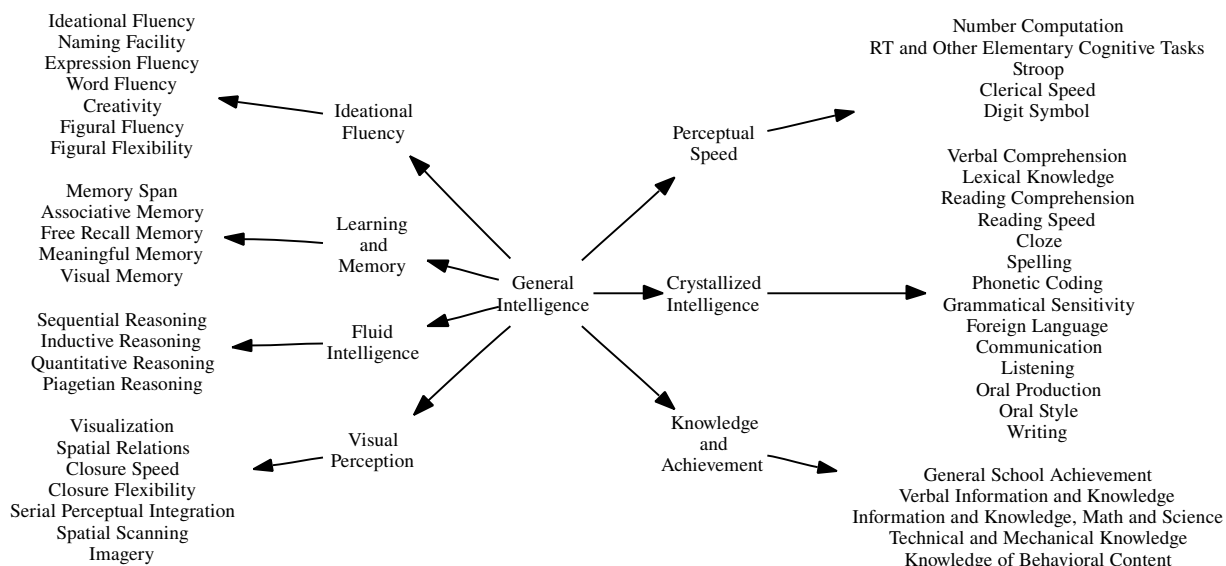 Ideational Fluency
Naming Facility
Expression Fluency
Word Fluency
Creativity
Figural Fluency
Figural Flexibility
Memory Span
Associative Memory
Free Recall Memory
Meaningful Memory
Visual Memory
Sequential Reasoning
Inductive Reasoning
Quantitative Reasoning
Piagetian Reasoning
Visualization
Spatial Relations
Closure Speed
Closure Flexibility
Serial Perceptual Integration
Spatial Scanning
Imagery
Ideational
Fluency
Learning
and
Memory
Fluid
Intelligence
Visual
Perception
General
Intelligence
Perceptual
Speed
Crystallized
Intelligence
Knowledge
and
Achievement
Number Computation
RT and Other Elementary Cognitive Tasks
Stroop
Clerical Speed
Digit Symbol
Verbal Comprehension
Lexical Knowledge
Reading Comprehension
Reading Speed
Cloze
Spelling
Phonetic Coding
Grammatical Sensitivity
Foreign Language
Communication
Listening
Oral Production
Oral Style
Writing
General School Achievement
Verbal Information and Knowledge
Information and Knowledge, Math and Science
Technical and Mechanical Knowledge
Knowledge of Behavioral Content